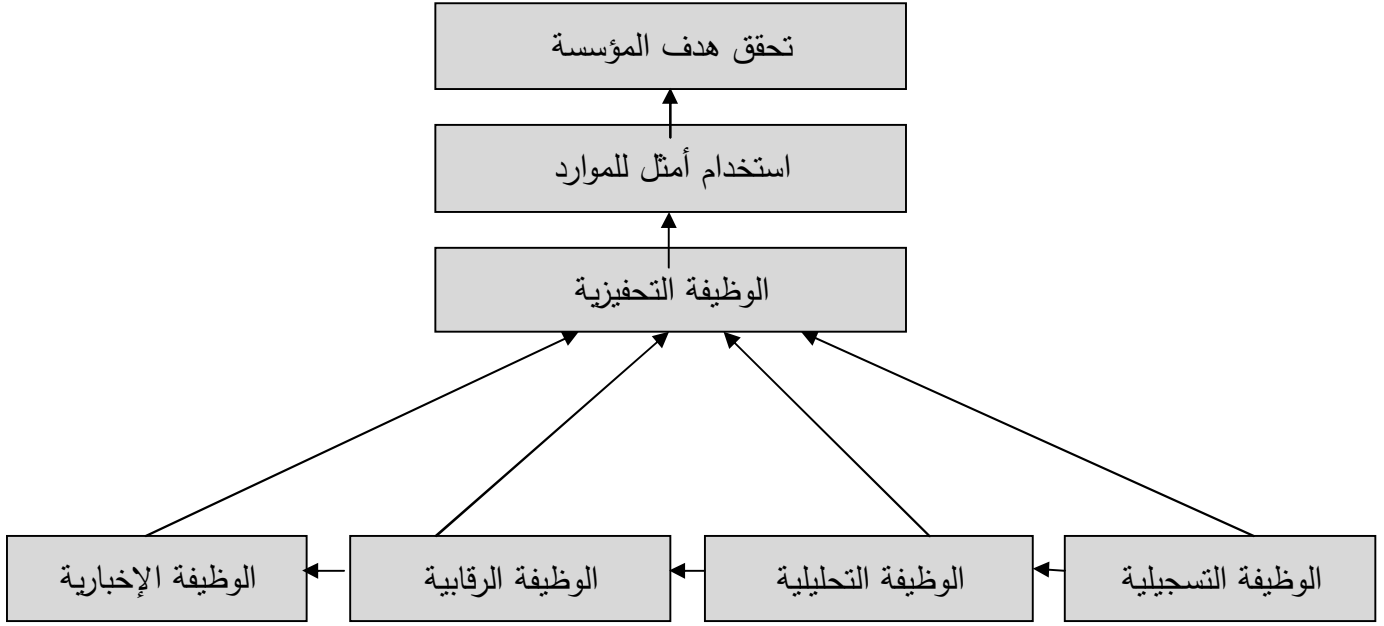 تحقق هدف المؤسسة
استخدام أمثل للموارد
الوظيفة التحفيزية
الوظيفة التسجيلية
الوظيفة التحليلية
الوظيفة الرقابية
الوظيفة الإخبارية